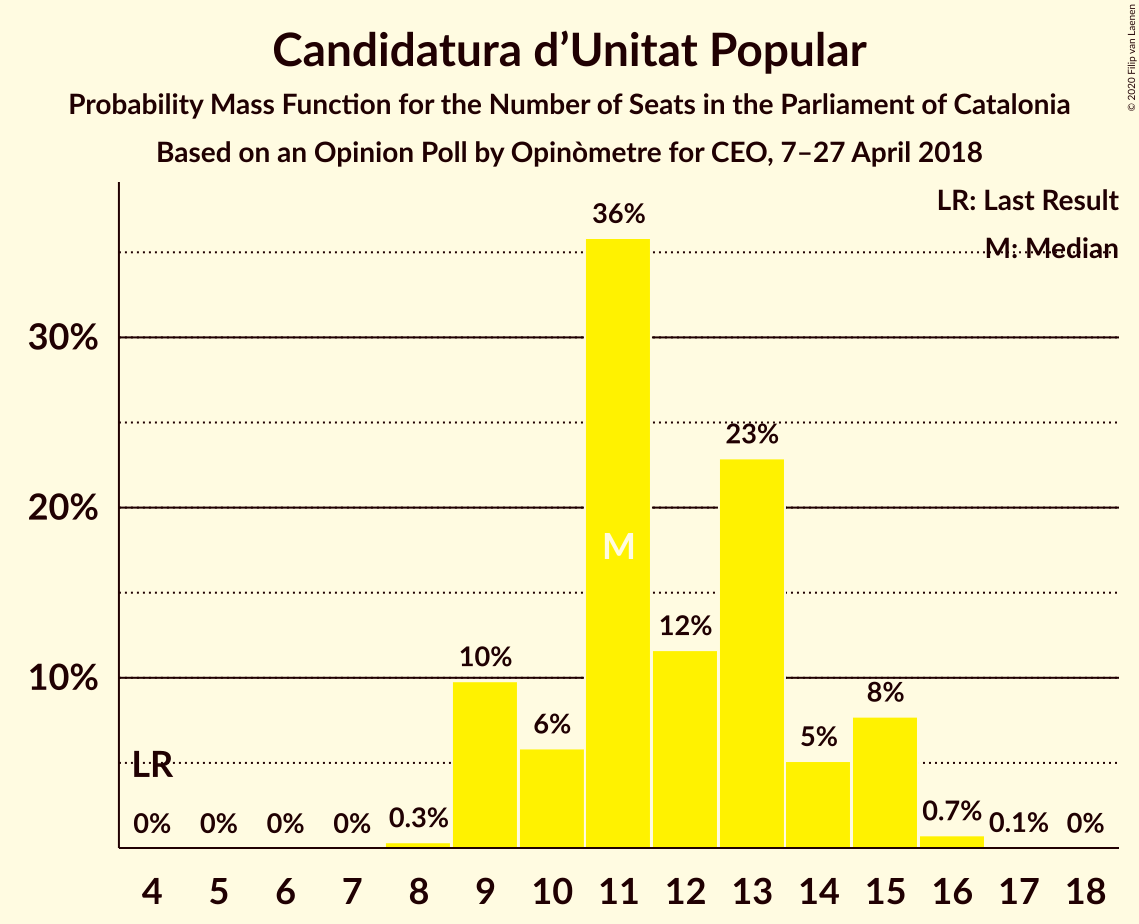 Candidatura d’Unitat Popular
Probability Mass Function for the Number of Seats in the Parliament of Catalonia
Based on an Opinion Poll by Opinòmetre for CEO, 7–27 April 2018
© 2020 Filip van Laenen
LR: Last Result
M: Median
30%
20%
10%
LR
M
0%
0%
0%
0%
0.3%
10%
6%
36%
12%
23%
5%
8%
0.7%
0.1%
0%
4 5 6 7 8 9 10 11 12 13 14 15 16 17 18